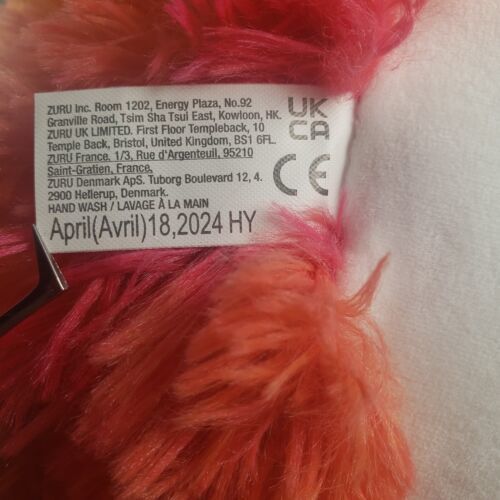 ZURU Inc. Room 1202, Energy Plaza, No.92
Granville Road, Tsim Sha Tsui East, Kowloon, HK.
ZURU UK LIMITED. First Floor Templeback, 10
Temple Back, Bristol, United Kingdom, BS1 6FL.
ZURU France, 1/3, Rue d'Argenteuil, 95210
Saint-Gratien, France,
ZURU Denmark ApS. Tuborg Boulevard 12, 4.
2900 Hellerup, Denmark.
HAND WASH / LAVAGE À LA MAIN
April(Avril)18,2024 HY
UK
CA
CE